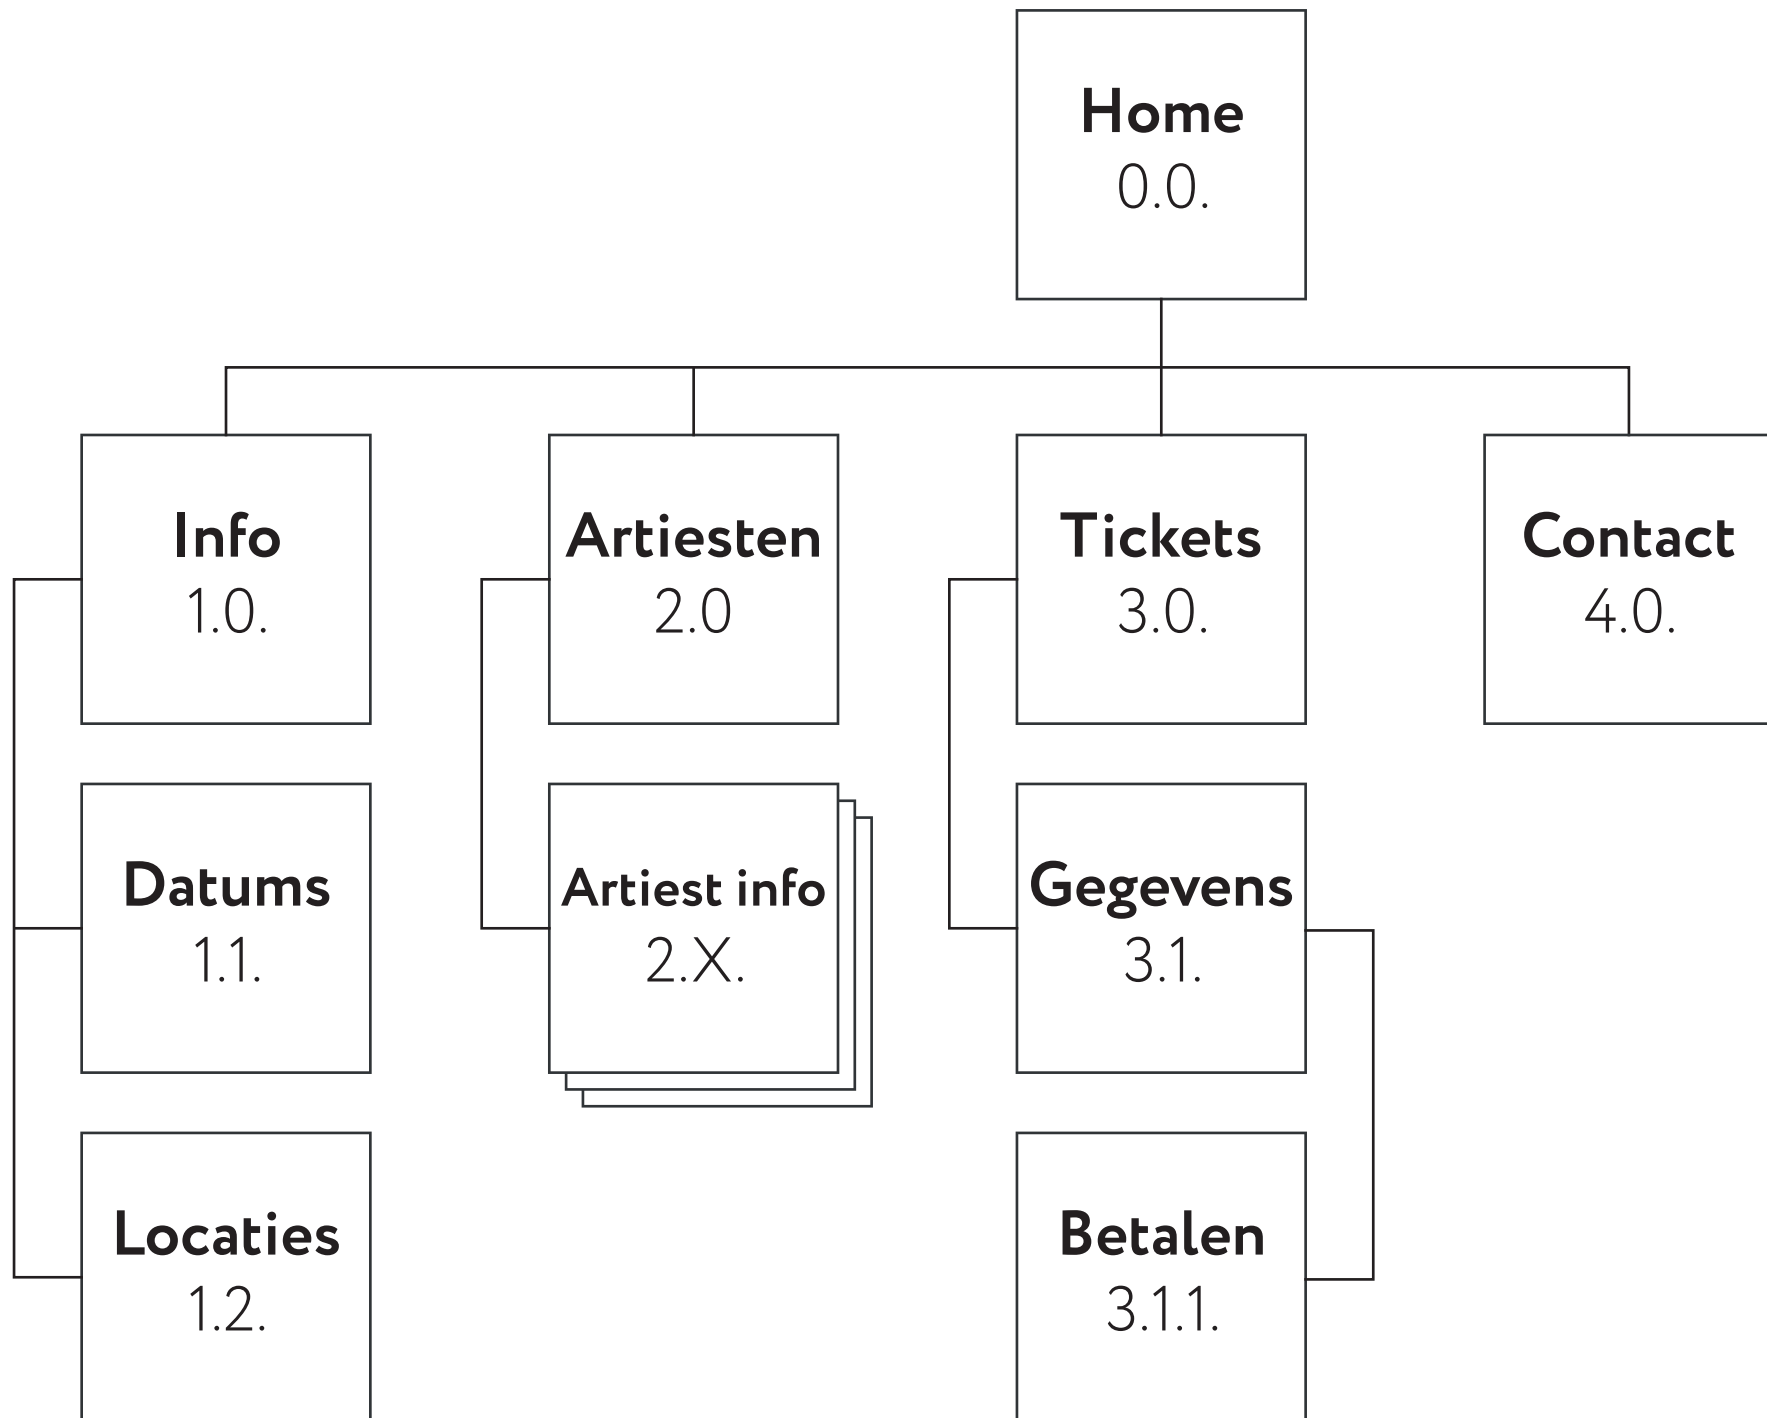 Home
0.0.
Info
1.0.
Artiesten
2.0
Tickets
3.0.
Contact
4.0.
Datums
1.1.
Artiest info
2.X.
Gegevens
3.1.
Locaties
1.2.
Betalen
3.1.1.